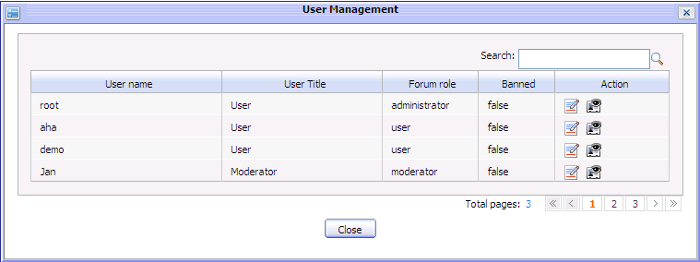 User Management
Search:
User name User Title Forum role Banned Action
root User administrator false
aha User user false
demo User user false
Jan Moderator moderator false
Total pages: 3 « < 1 2 3 > »
Close